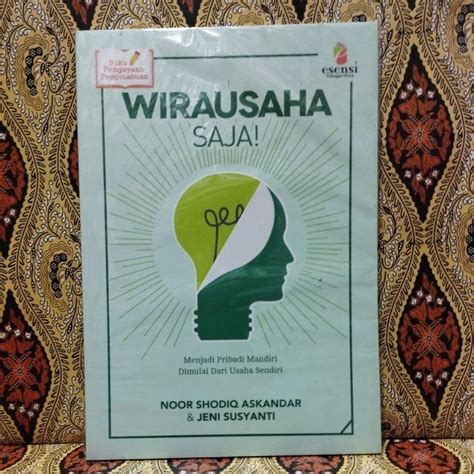 Buku
Pengayaan
Pengetahuan
esensi
WIRAUSAHA
SAJA!
Menjadi Pribadi Mandiri
Dimulai Dari Usaha Sendiri
NOOR SHODIQ ASKANDAR
& JENI SUSYANTI